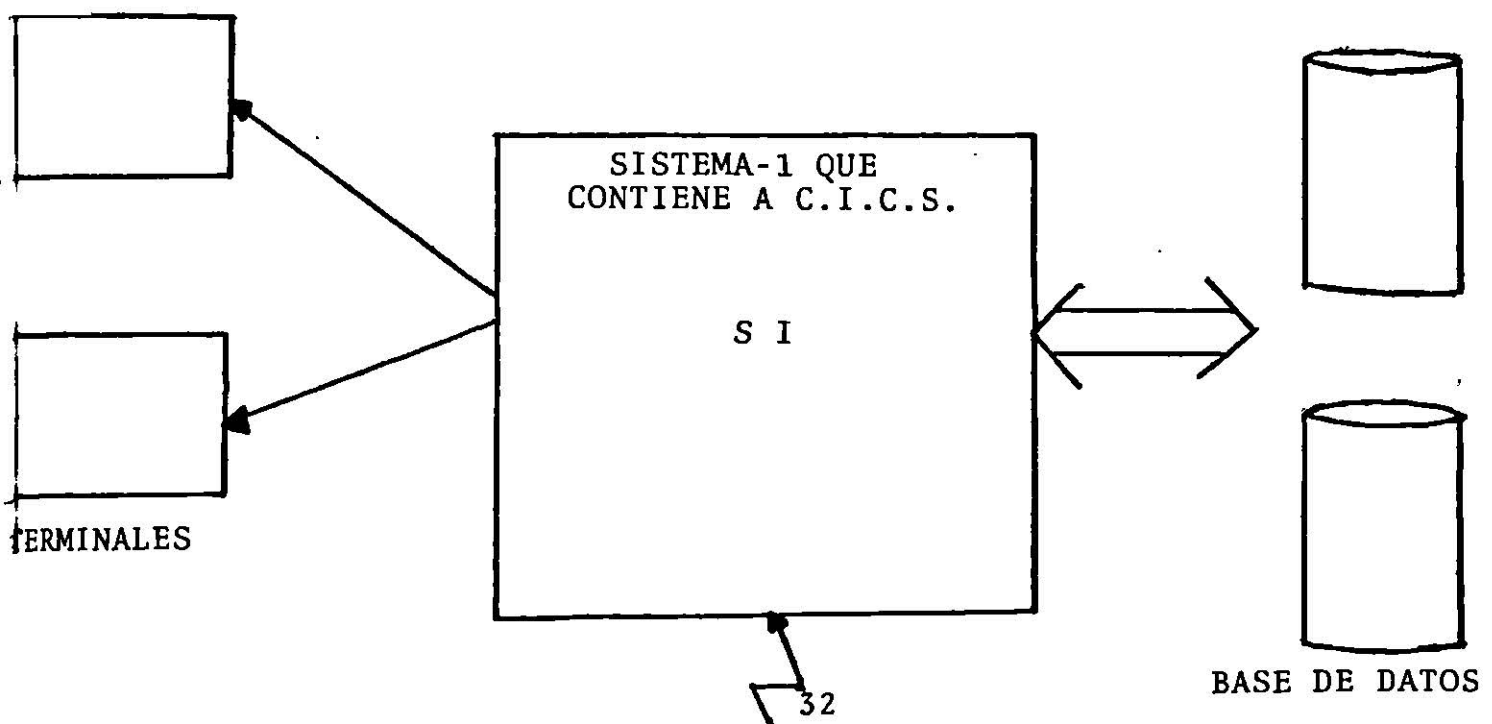 SISTEMA-1 QUE
CONTIENE A C.I.C.S.
S I
TERMINALES
BASE DE DATOS
32